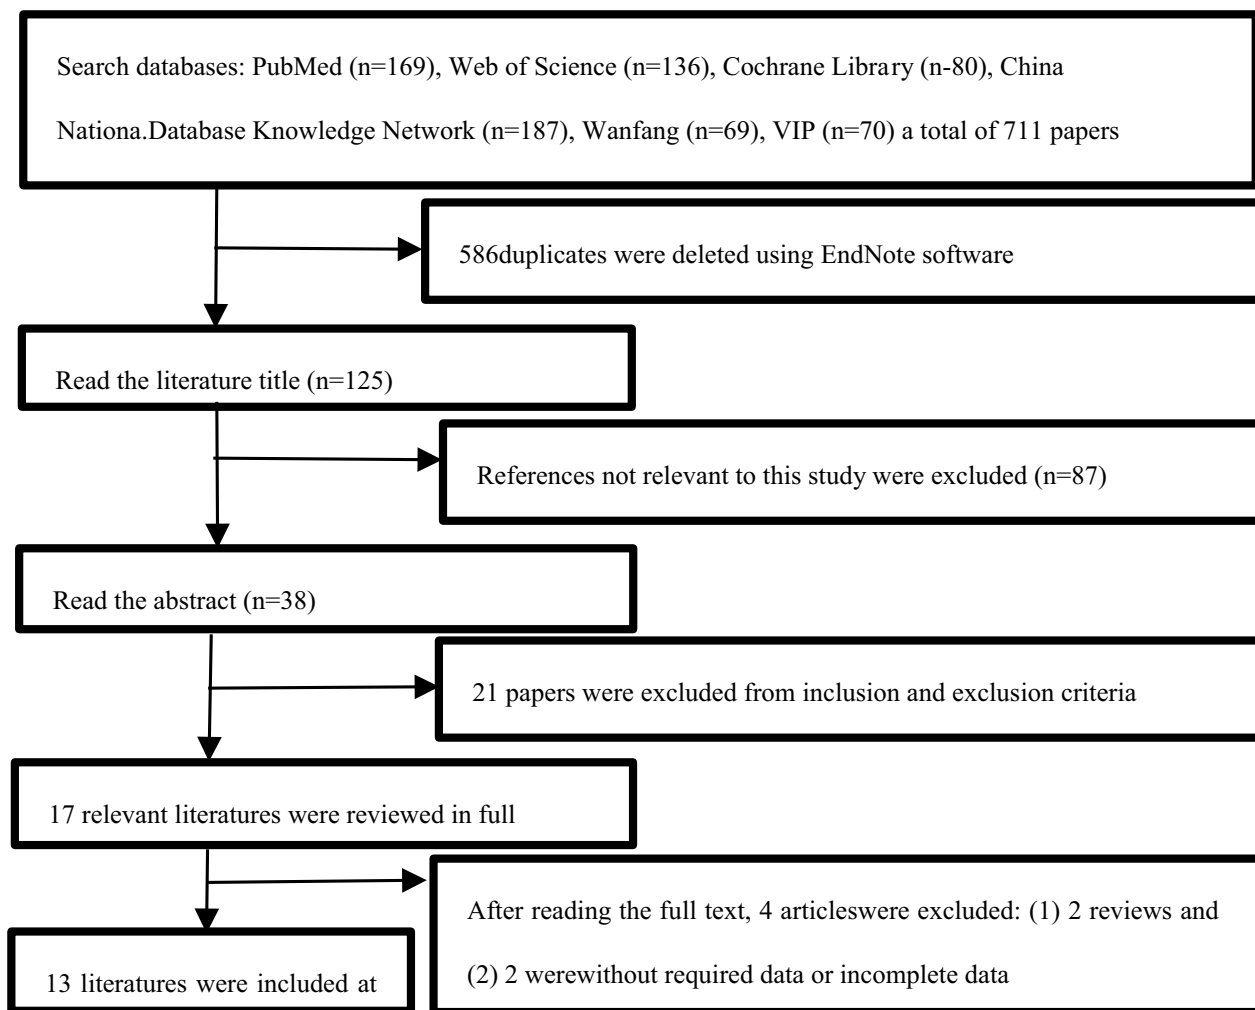 Search databases: PubMed (n=169), Web of Science (n=136), Cochrane Library (n-80), China
Nationa.Database Knowledge Network (n=187), Wanfang (n=69), VIP (n=70) a total of 711 papers
586duplicates were deleted using EndNote software
Read the literature title (n=125)
References not relevant to this study were excluded (n=87)
Read the abstract (n=38)
21 papers were excluded from inclusion and exclusion criteria
17 relevant literatures were reviewed in full
After reading the full text, 4 articleswere excluded: (1) 2 reviews and
(2) 2 werewithout required data or incomplete data
13 literatures were included at